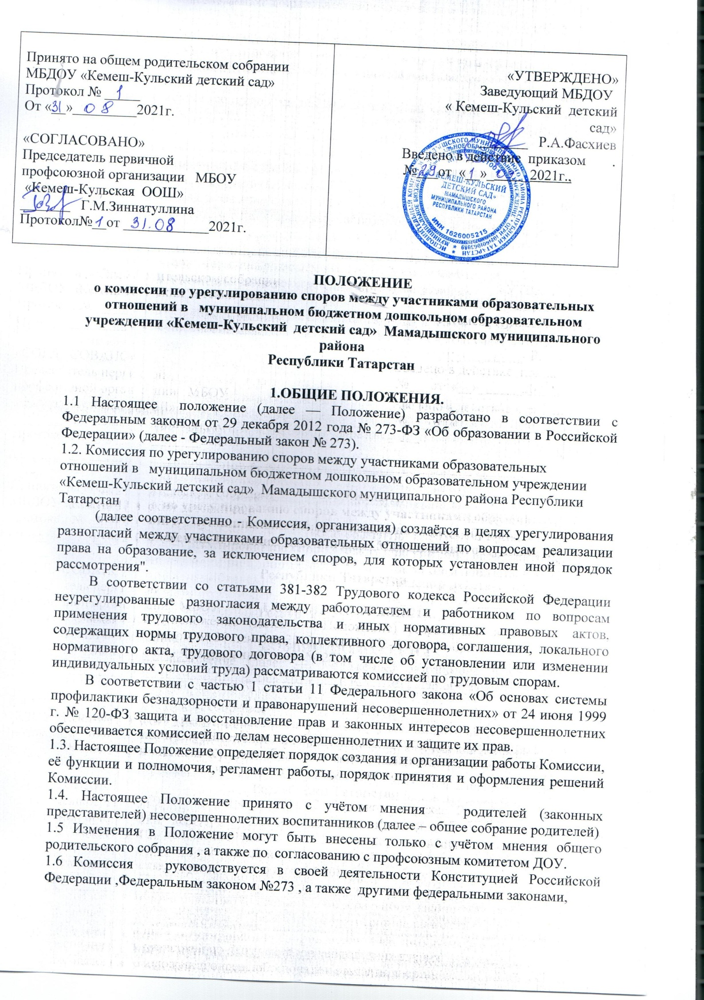 Принято на общем родительском собрании
МБДОУ «Кемеш-Кульский детский сад»
Протокол № 1
От «31» 08 2021г.
«СОГЛАСОВАНО»
Председатель первичной
профсоюзной организации МБОУ
«Кемеш-Кульская ООШ»
Г.М.Зиннатуллина
Протокол№ 1 от 31.08 2021г.
«УТВЕРЖДЕНО»
Заведующий МБДОУ
« Кемеш-Кульский детский
сад»
Р.А.Фасхиев
Введено в действие приказом .
№ 29 от « 1 » 09 2021г.,
«КЕМЕШ-КУЛЬСКИЙ
ДЕТСКИЙ САД»
МАМАДЫШСКОГО
МУНИЦИПАЛЬНОГО РАЙОНА
РЕСПУБЛИКИ ТАТАРСТАН
ИНН 1626005215
ПОЛОЖЕНИЕ
о комиссии по урегулированию споров между участниками образовательных
отношений в муниципальном бюджетном дошкольном образовательном
учреждении «Кемеш-Кульский детский сад» Мамадышского муниципального
района
Республики Татарстан
1.ОБЩИЕ ПОЛОЖЕНИЯ.
1.1 Настоящее положение (далее — Положение) разработано в соответствии с
Федеральным законом от 29 декабря 2012 года № 273-ФЗ «Об образовании в Российской
Федерации» (далее - Федеральный закон № 273).
1.2. Комиссия по урегулированию споров между участниками образовательных
отношений в муниципальном бюджетном дошкольном образовательном учреждении
«Кемеш-Кульский детский сад» Мамадышского муниципального района Республики
Татарстан
(далее соответственно - Комиссия, организация) создаётся в целях урегулирования
разногласий между участниками образовательных отношений по вопросам реализации
права на образование, за исключением споров, для которых установлен иной порядок
рассмотрения".
В соответствии со статьями 381-382 Трудового кодекса Российской Федерации
неурегулированные разногласия между работодателем и работником по вопросам
применения трудового законодательства и иных нормативных правовых актов,
содержащих нормы трудового права, коллективного договора, соглашения, локального
нормативного акта, трудового договора (в том числе об установлении или изменении
индивидуальных условий труда) рассматриваются комиссией по трудовым спорам.
В соответствии с частью 1 статьи 11 Федерального закона «Об основах системы
профилактики безнадзорности и правонарушений несовершеннолетних» от 24 июня 1999
г. № 120-ФЗ защита и восстановление прав и законных интересов несовершеннолетних
обеспечивается комиссией по делам несовершеннолетних и защите их прав.
1.3. Настоящее Положение определяет порядок создания и организации работы Комиссии,
её функции и полномочия, регламент работы, порядок принятия и оформления решений
Комиссии.
1.4. Настоящее Положение принято с учётом мнения родителей (законных
представителей) несовершеннолетних воспитанников (далее – общее собрание родителей)
1.5 Изменения в Положение могут быть внесены только с учётом мнения общего
родительского собрания , а также по согласованию с профсоюзным комитетом ДОУ.
1.6 Комиссия руководствуется в своей деятельности Конституцией Российской
Федерации ,Федеральным законом №273 , а также другими федеральными законами,